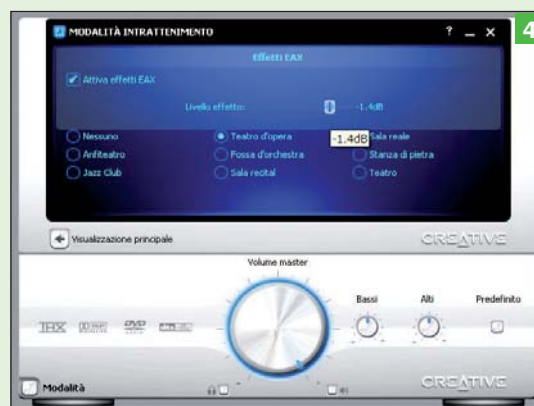 MODALITÀ INTRATTENIMENTO ? _ X
4
Effetti EAX
Attiva effetti EAX
Livello effetto: -1.4dB
Nessuno Teatro d'opera -1.4dB Sala reale
Anfiteatro Fossa d'orchestra Stanza di pietra
Jazz Club Sala recital Teatro
Visualizzazione principale
CREATIVE
Volume master
Bassi Alti Predefinito
THX DVD
Modalità
CREATIVE